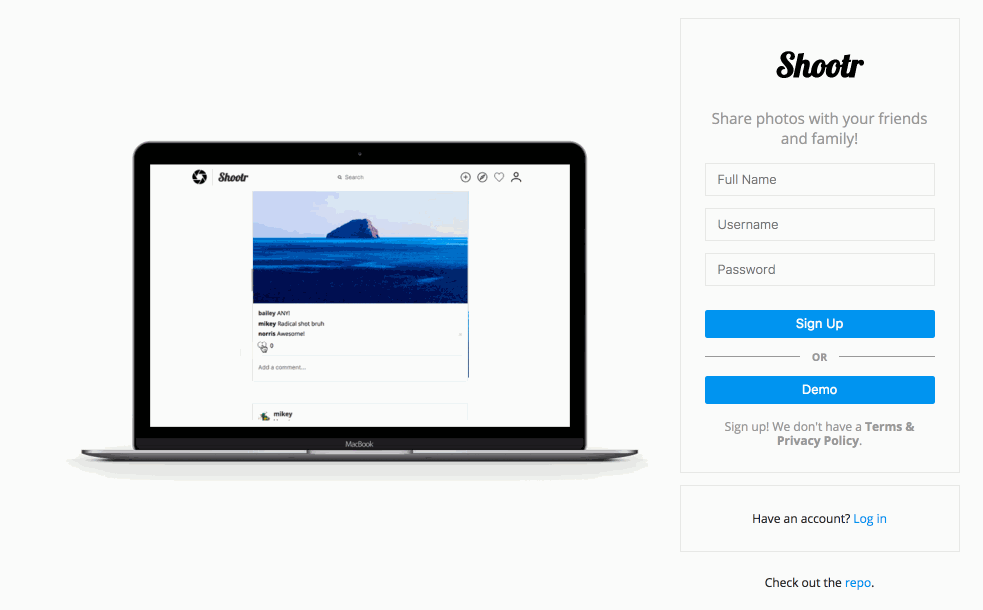 Shootr
Search
bailey ANY!
mikey Radical shot bruh
norris Awesome!
0
Add a comment...
mikey
MacBook
Shootr
Share photos with your friends
and family!
Full Name
Username
Password
Sign Up
OR
Demo
Sign up! We don't have a Terms &
Privacy Policy.
Have an account? Log in
Check out the repo.